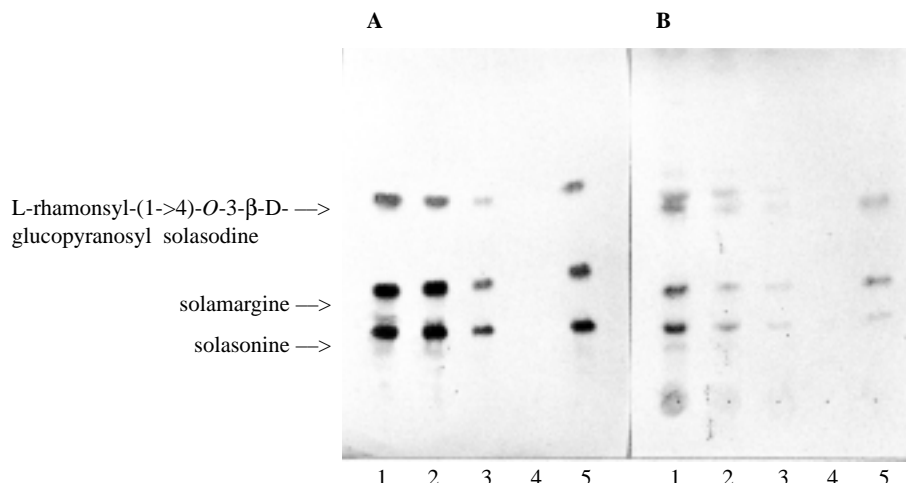 A B
L-rhamonsyl-(1->4)-O-3-β-D- —>
glucopyranosyl solasodine
solamargine —>
solasonine —>
1 2 3 4 5 1 2 3 4 5